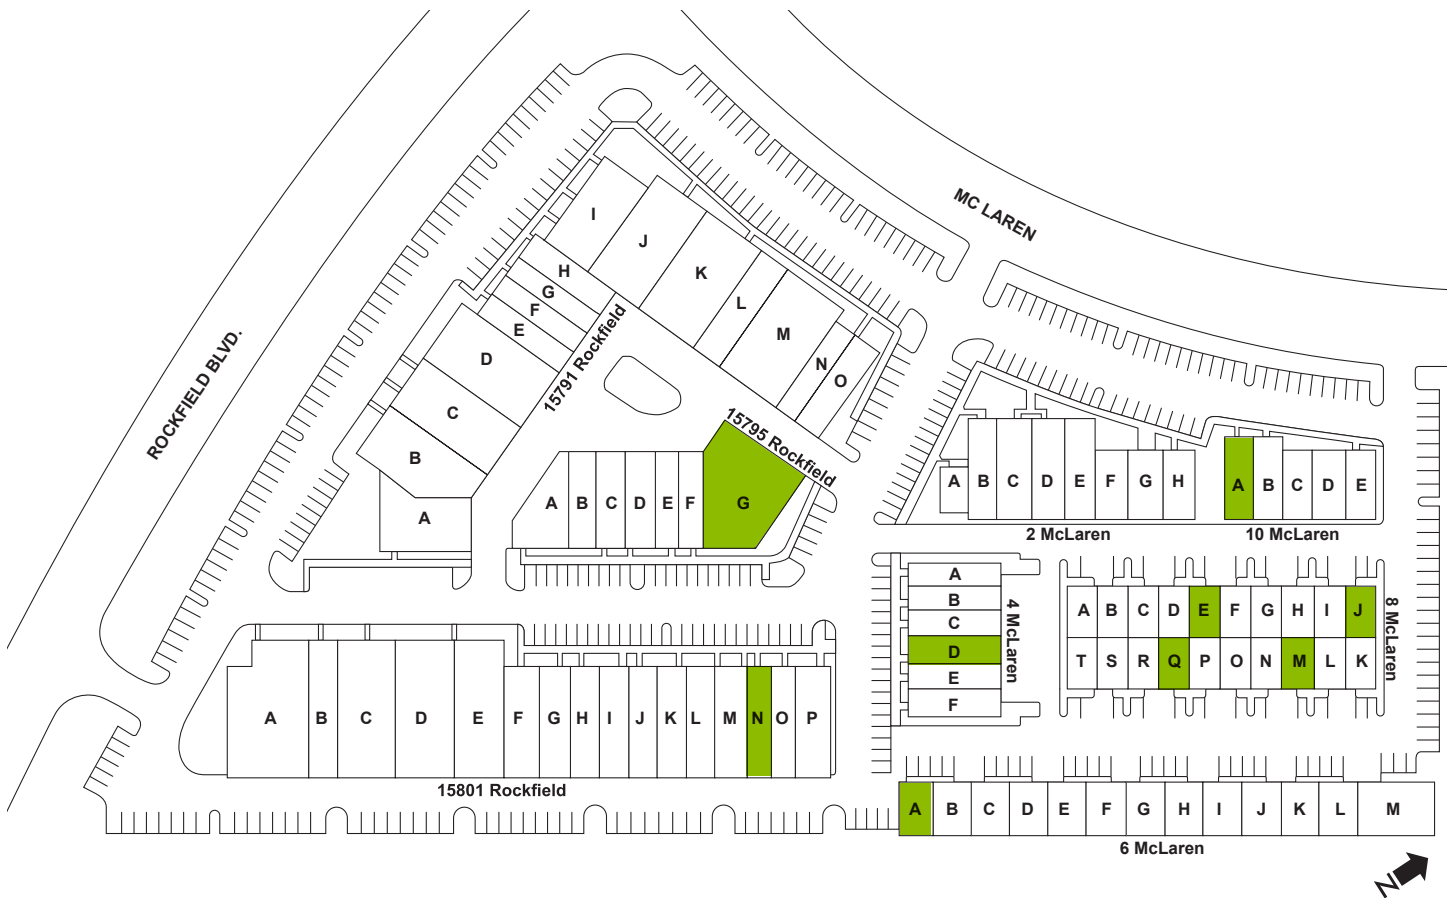 MC LAREN
ROCKFIELD BLVD.
I
J
K
L
M
N
O
H
G
F
E
D
C
B
A
15791 Rockfield
15795 Rockfield
A B C D E F G
A B C D E F G H
2 McLaren
A B C D E
10 McLaren
A
B
C
D
E
F
4 McLaren
A B C D E F G H I J
T S R Q P O N M L K
8 McLaren
A B C D E F G H I J K L M N O P
15801 Rockfield
A B C D E F G H I J K L M
6 McLaren
N